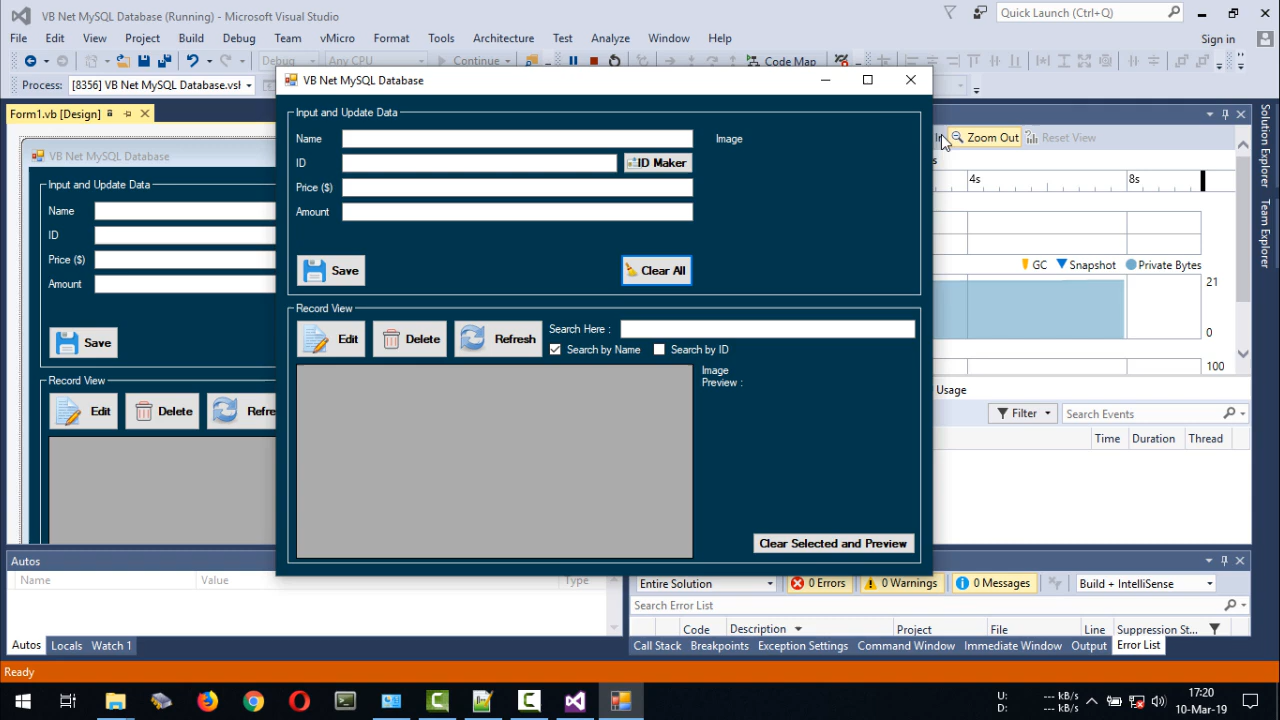 VB Net MySQL Database (Running) - Microsoft Visual Studio
Quick Launch (Ctrl+Q)
File Edit View Project Build Debug Team vMicro Format Tools Architecture Test Analyze Window Help
Sign in
Debug Any CPU Continue Code Map
Process: [8356] VB Net MySQL Database.vsh
VB Net MySQL Database
Form1.vb [Design]
Input and Update Data
Name
Image
ID
ID Maker
Price ($)
Amount
Save
Clear All
Record View
Edit
Delete
Refresh
Search Here :
Search by Name
Search by ID
Image
Preview :
Clear Selected and Preview
VB Net MySQL Database
Input and Update Data
Name
ID
Price ($)
Amount
Save
Record View
Edit
Delete
Refre
Zoom Out
Reset View
4s
8s
GC
Snapshot
Private Bytes
21
0
100
Usage
Filter
Search Events
Time
Duration
Thread
Solution Explorer
Team Explorer
Autos
Name
Value
Type
Entire Solution
0 Errors
0 Warnings
0 Messages
Build + IntelliSense
Search Error List
Code
Description
Project
File
Line
Suppression St...
Autos Locals Watch 1
Call Stack Breakpoints Exception Settings Command Window Immediate Window Output Error List
Ready
U: --- kB/s
D: --- kB/s
--- kB/s
--- kB/s
17:20
10-Mar-19